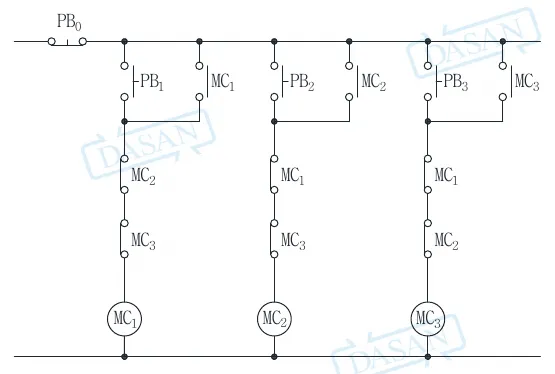 PB₀
PB₁ MC₁ PB₂ MC₂ PB₃ MC₃
MC₂ MC₁ MC₁
MC₃ MC₃ MC₂
MC₁ MC₂ MC₃
DASAN
DASAN
DASAN